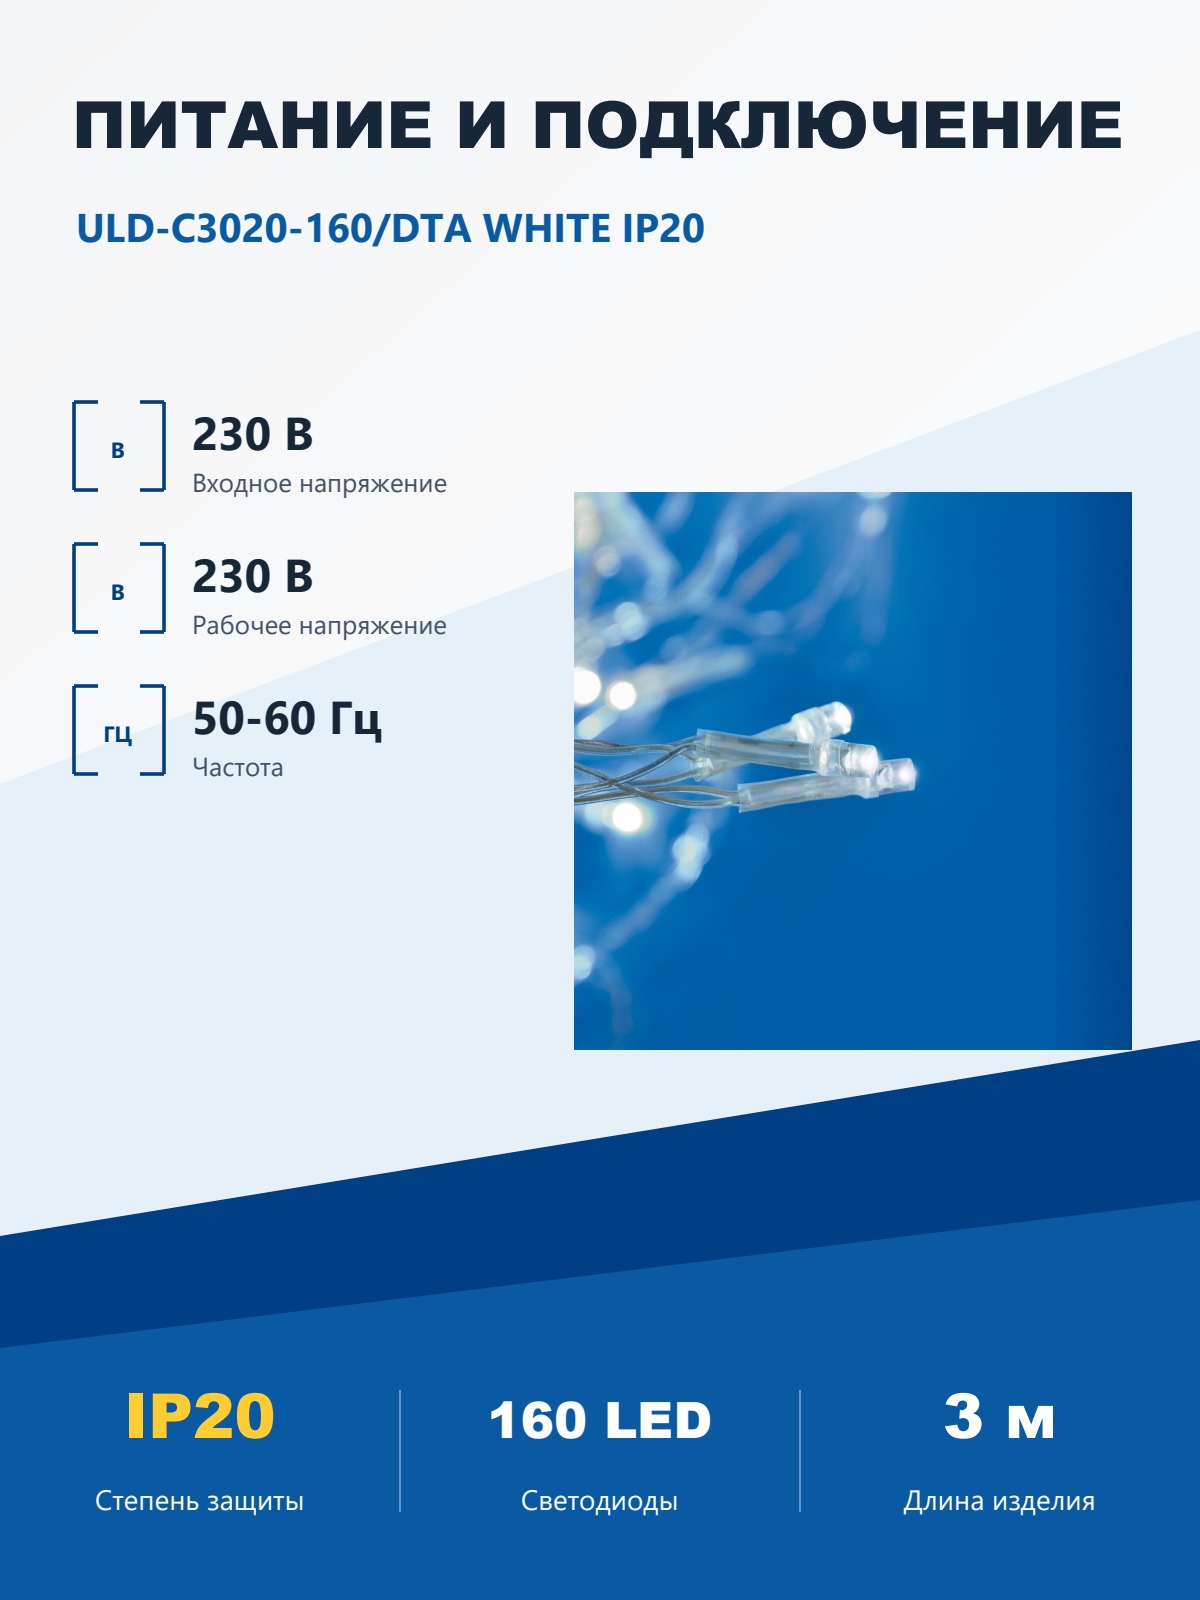 ПИТАНИЕ И ПОДКЛЮЧЕНИЕ
ULD-C3020-160/DTA WHITE IP20
В
230 В
Входное напряжение
В
230 В
Рабочее напряжение
ГЦ
50-60 Гц
Частота
IP20
Степень защиты
160 LED
Светодиоды
3 м
Длина изделия